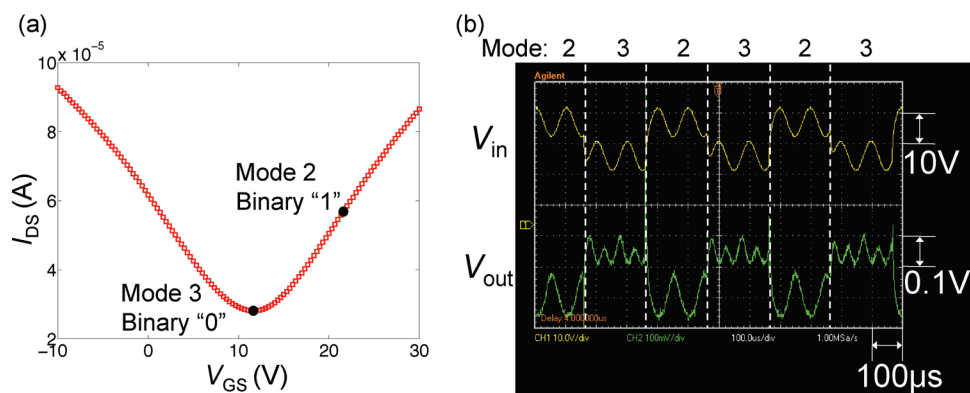 (a)
× 10⁻⁵
10
8
6
4
2
I_DS (A)
Mode 2
Binary “1”
Mode 3
Binary “0”
−10 0 10 20 30
V_GS (V)
(b)
Mode: 2 3 2 3 2 3
Agilent
V_in
10V
V_out
0.1V
Delay 4.000000us
CH1 10.0V/div CH2 100mV/div 100.0us/div 1.00MSa/s
100μs